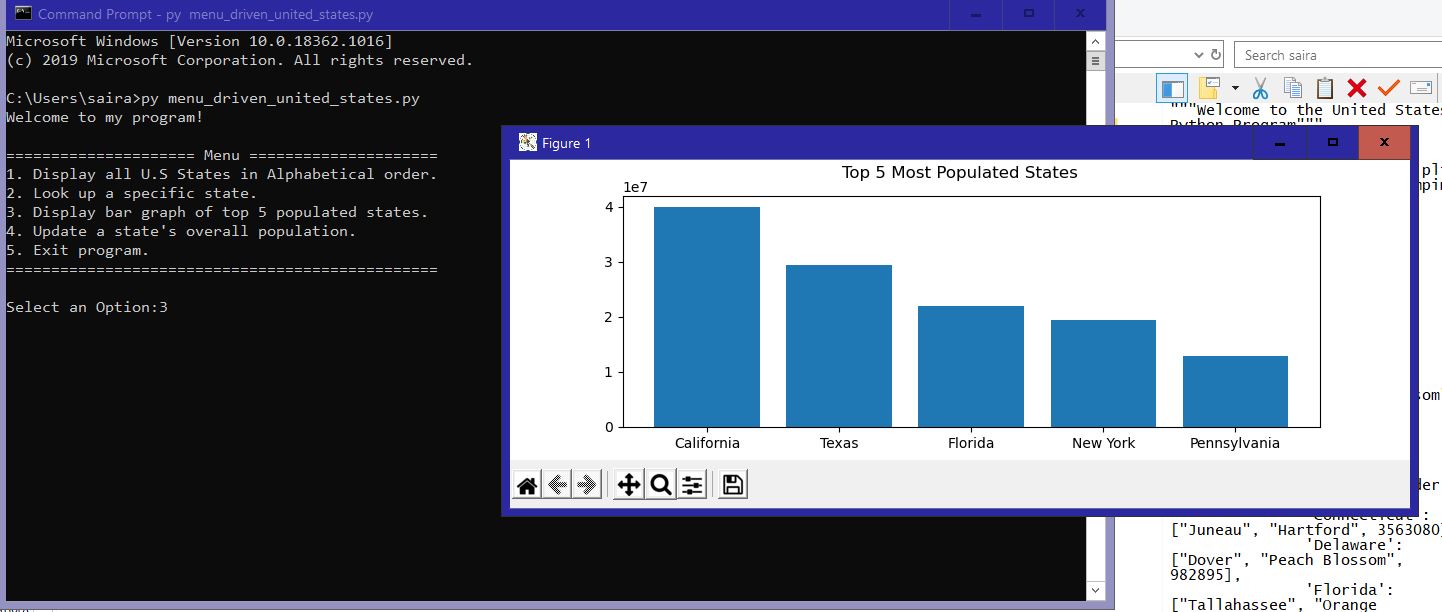 Command Prompt - py  menu_driven_united_states.py
Microsoft Windows [Version 10.0.18362.1016]
(c) 2019 Microsoft Corporation. All rights reserved.
C:\Users\saira>py menu_driven_united_states.py
Welcome to my program!
===================== Menu =====================
1. Display all U.S States in Alphabetical order.
2. Look up a specific state.
3. Display bar graph of top 5 populated states.
4. Update a state's overall population.
5. Exit program.
================================================
Select an Option:3
Search saira
"""Welcome to the United States
Python Program"""
Figure 1
Top 5 Most Populated States
1e7
4
3
2
1
0
California Texas Florida New York Pennsylvania
'Connecticut':
["Juneau", "Hartford", 3563080]
'Delaware':
["Dover", "Peach Blossom",
982895],
'Florida':
["Tallahassee", "Orange